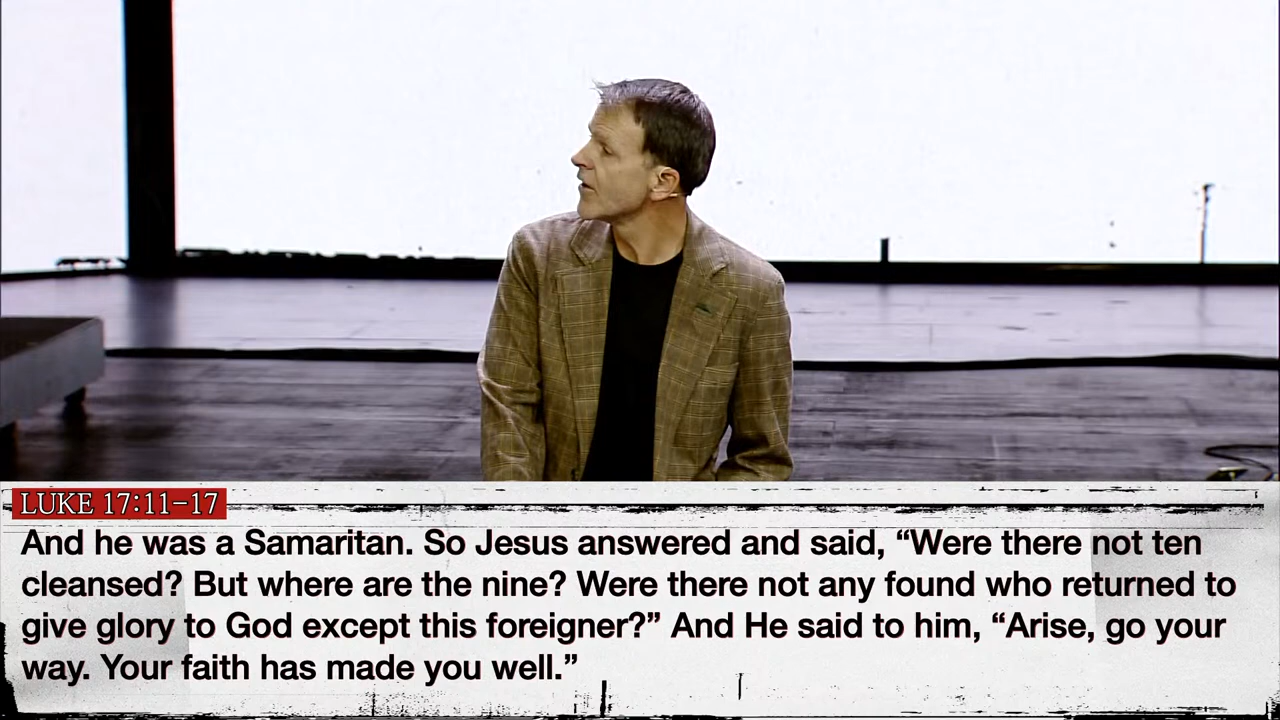 LUKE 17:11-17
And he was a Samaritan. So Jesus answered and said, “Were there not ten
cleansed? But where are the nine? Were there not any found who returned to
give glory to God except this foreigner?” And He said to him, “Arise, go your
way. Your faith has made you well.”